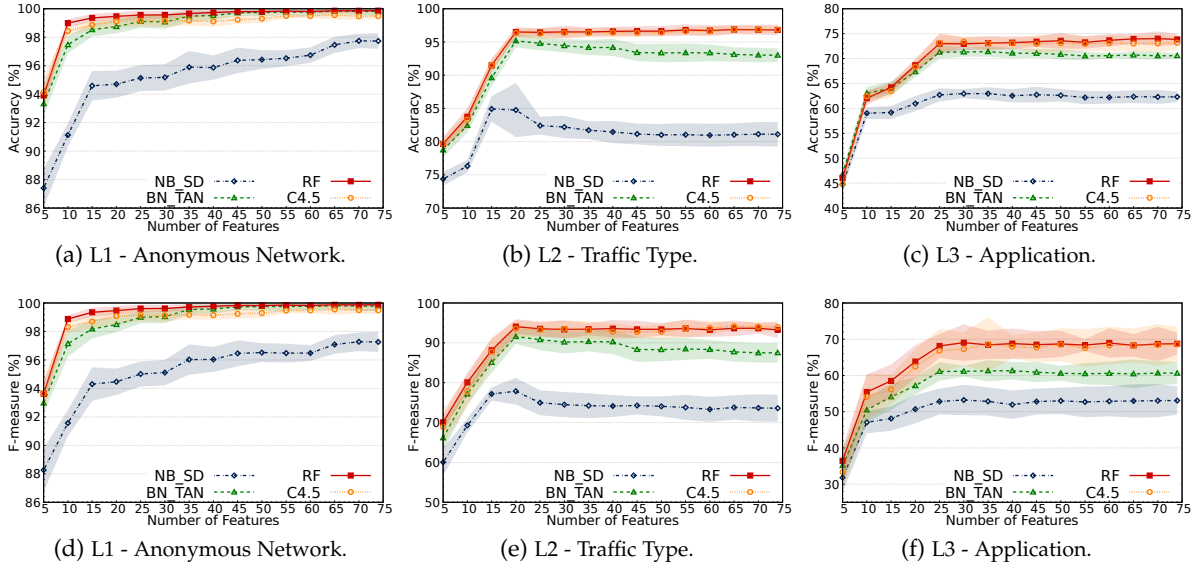 100
98
96
94
92
90
88
86
Accuracy [%]
NB_SD
BN_TAN
RF
C4.5
5 10 15 20 25 30 35 40 45 50 55 60 65 70 75
Number of Features
(a) L1 - Anonymous Network.
100
95
90
85
80
75
70
Accuracy [%]
NB_SD
BN_TAN
RF
C4.5
5 10 15 20 25 30 35 40 45 50 55 60 65 70 75
Number of Features
(b) L2 - Traffic Type.
80
75
70
65
60
55
50
45
40
Accuracy [%]
NB_SD
BN_TAN
RF
C4.5
5 10 15 20 25 30 35 40 45 50 55 60 65 70 75
Number of Features
(c) L3 - Application.
100
98
96
94
92
90
88
86
F-measure [%]
NB_SD
BN_TAN
RF
C4.5
5 10 15 20 25 30 35 40 45 50 55 60 65 70 75
Number of Features
(d) L1 - Anonymous Network.
100
90
80
70
60
50
F-measure [%]
NB_SD
BN_TAN
RF
C4.5
5 10 15 20 25 30 35 40 45 50 55 60 65 70 75
Number of Features
(e) L2 - Traffic Type.
80
70
60
50
40
30
F-measure [%]
NB_SD
BN_TAN
RF
C4.5
5 10 15 20 25 30 35 40 45 50 55 60 65 70 75
Number of Features
(f) L3 - Application.